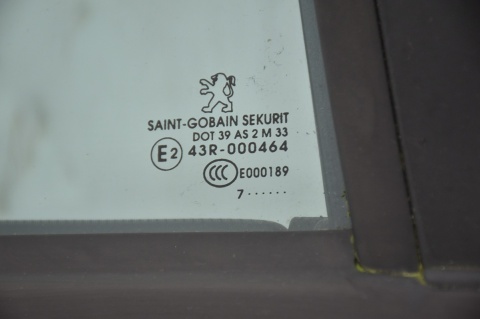 SAINT-GOBAIN SEKURIT
DOT 39 AS 2 M 33
E2 43R-000464
CCC E000189
7······